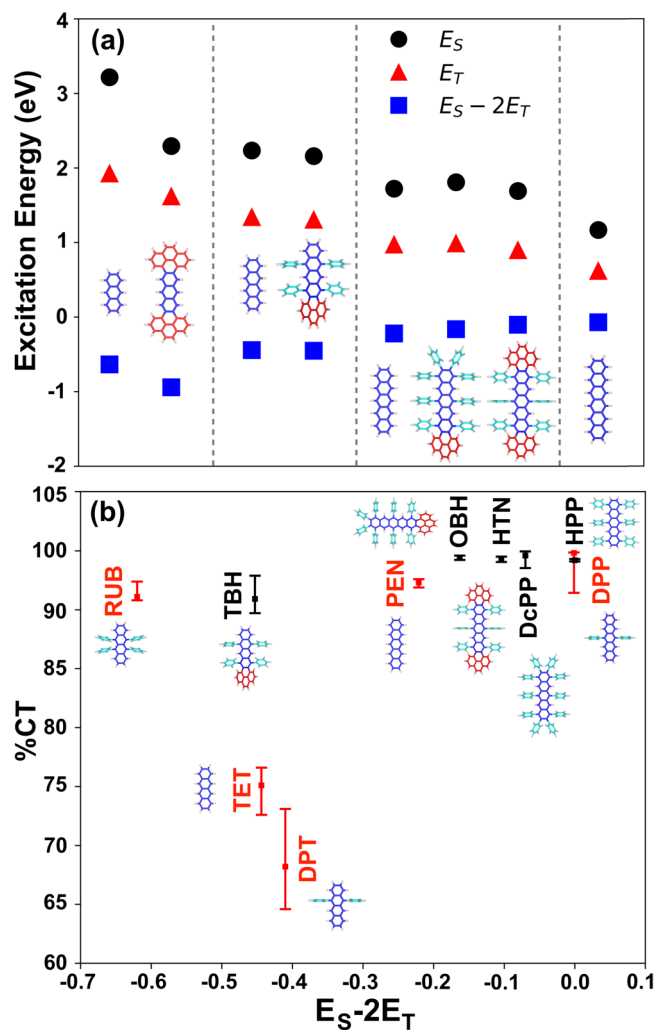 (a)
E_S
E_T
E_S − 2E_T
Excitation Energy (eV)
4
3
2
1
0
-1
-2
(b)
%CT
105
100
90
85
80
75
70
65
60
RUB
TBH
PEN
OBH
HTN
DcPP
HPP
DPP
TET
DPT
-0.7
-0.6
-0.5
-0.4
-0.3
-0.2
-0.1
0.0
0.1
E_S-2E_T